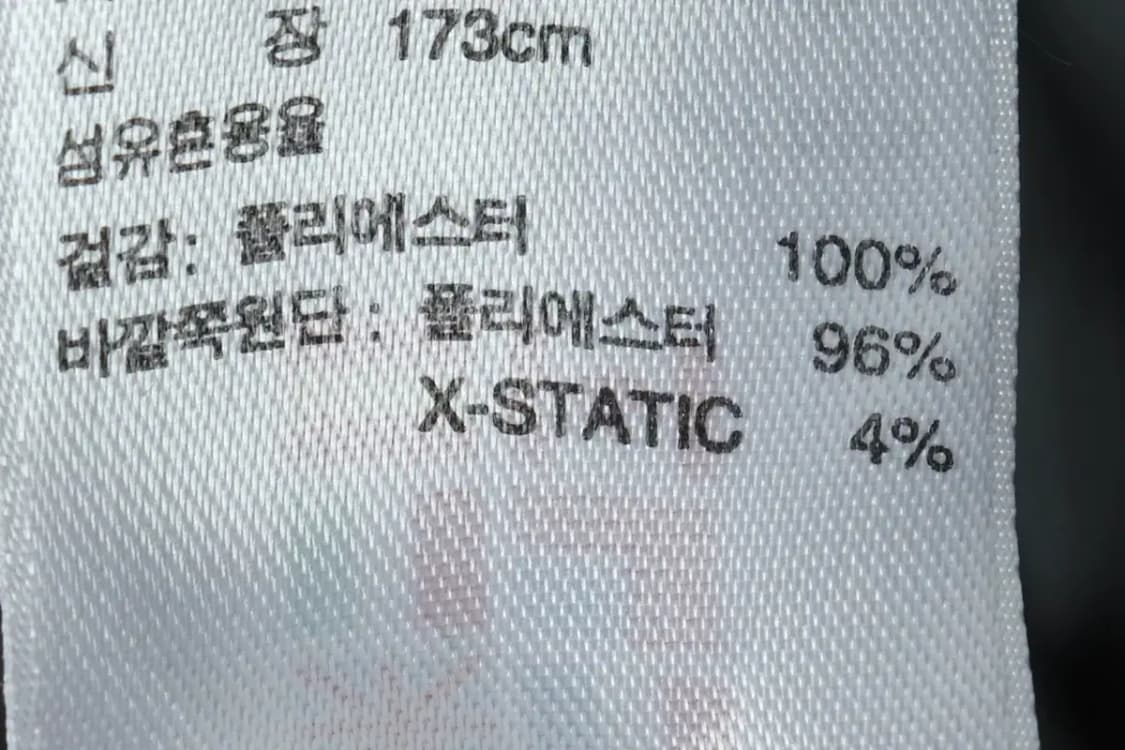 신 장 173cm
섬유혼용율
겉감: 폴리에스터 100%
바깥쪽원단: 폴리에스터 96%
X-STATIC 4%